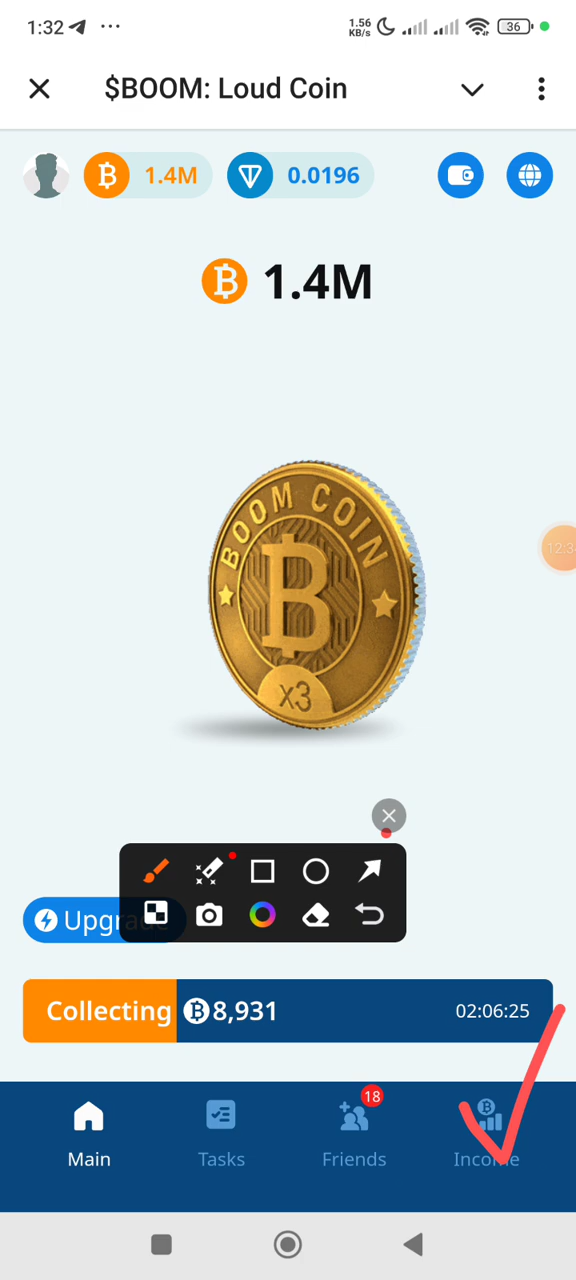 1:32
1.56
KB/s
36
$BOOM: Loud Coin
1.4M
0.0196
1.4M
BOOM COIN
x3
Collecting
8,931
02:06:25
18
Main
Tasks
Friends
Income